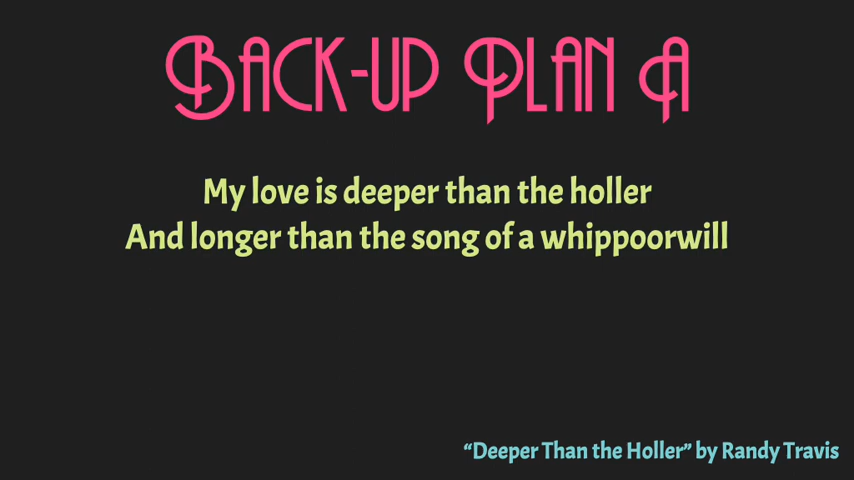 Back-up Plan A
My love is deeper than the holler
And longer than the song of a whippoorwill
“Deeper Than the Holler” by Randy Travis